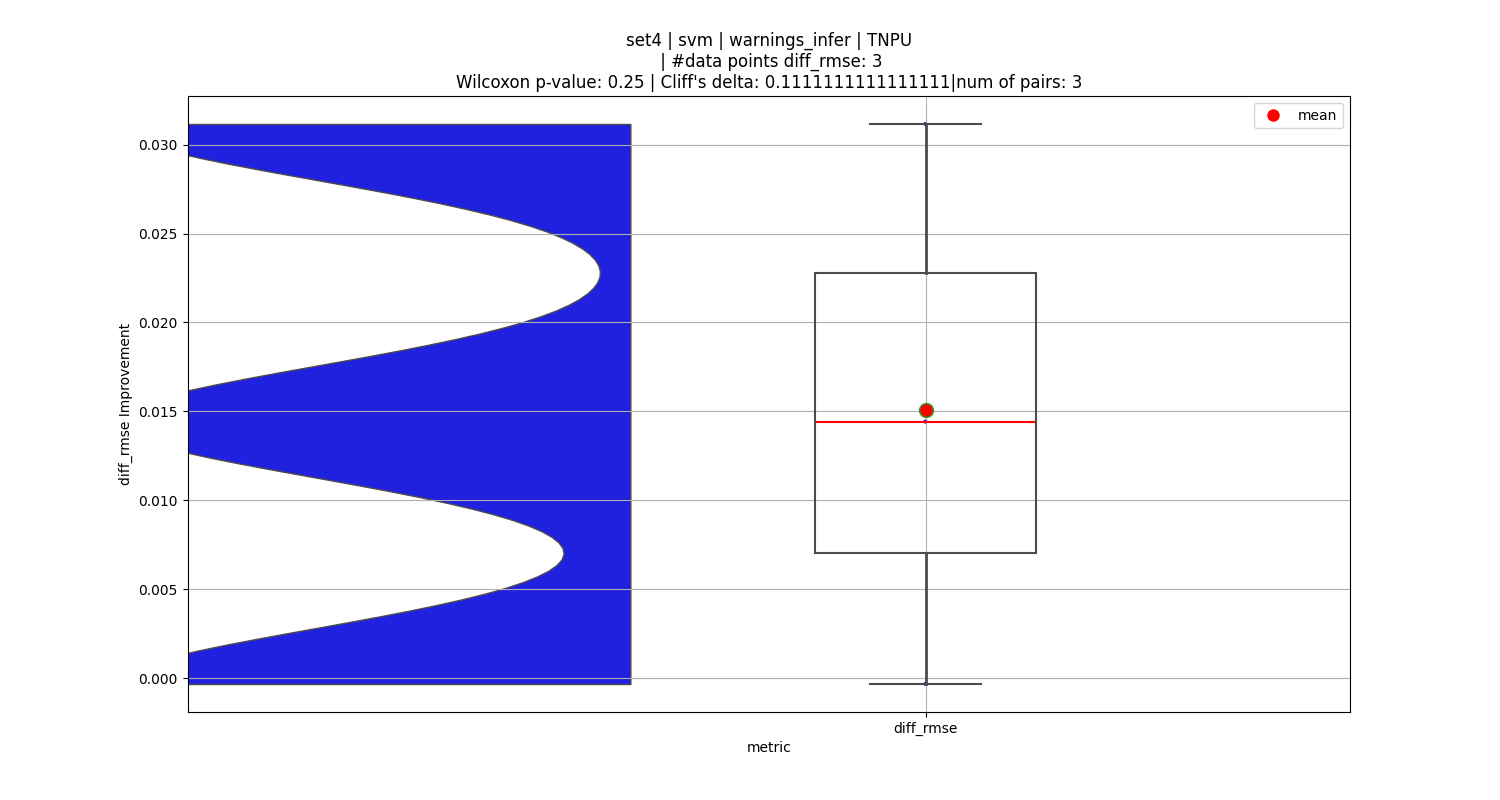 set4 | svm | warnings_infer | TNPU
| #data points diff_rmse: 3
Wilcoxon p-value: 0.25 | Cliff's delta: 0.1111111111111111|num of pairs: 3
mean
0.030
0.025
0.020
0.015
0.010
0.005
0.000
diff_rmse Improvement
diff_rmse
metric